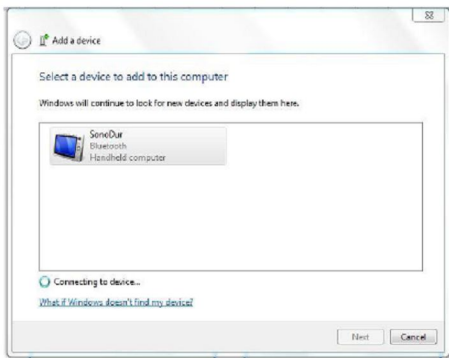 Add a device
Select a device to add to this computer
Windows will continue to look for new devices and display them here.
SonoDur
Bluetooth
Handheld computer
Connecting to device...
What if Windows doesn't find my device?
Next
Cancel